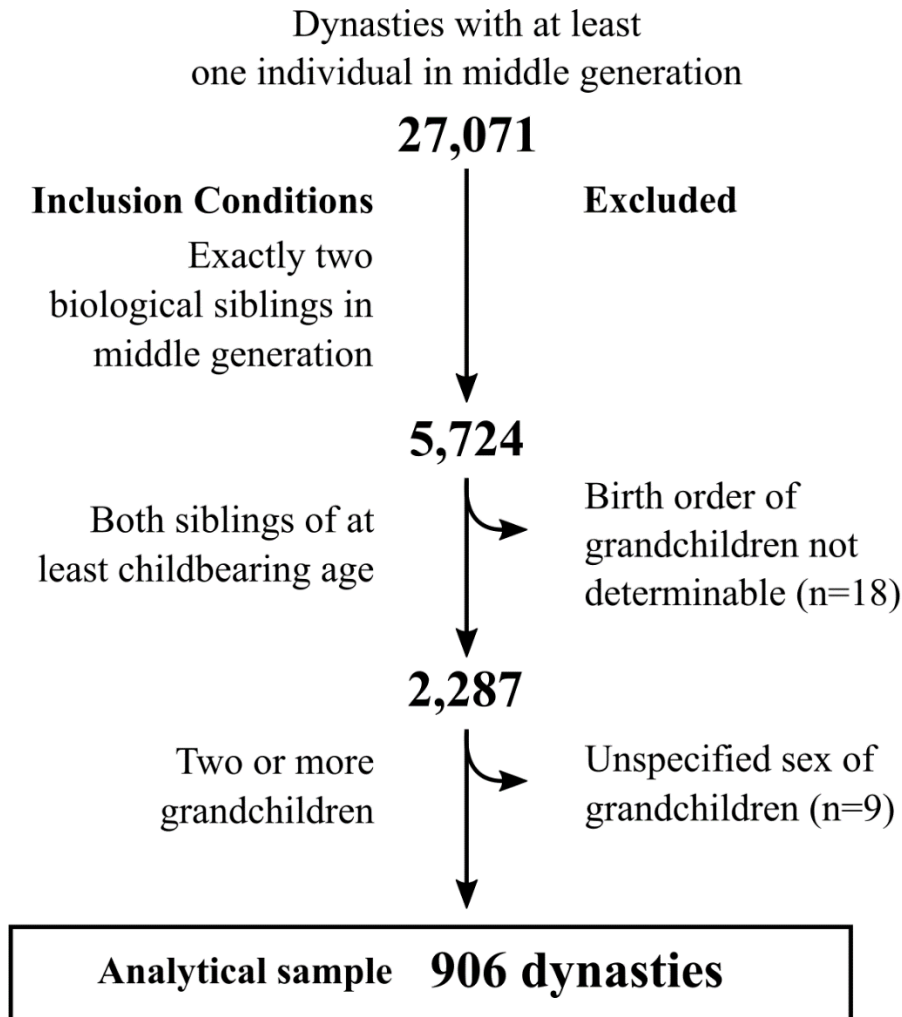 Dynasties with at least
one individual in middle generation
27,071
Inclusion Conditions
Excluded
Exactly two
biological siblings in
middle generation
5,724
Both siblings of at
least childbearing age
Birth order of
grandchildren not
determinable (n=18)
2,287
Two or more
grandchildren
Unspecified sex of
grandchildren (n=9)
Analytical sample 906 dynasties